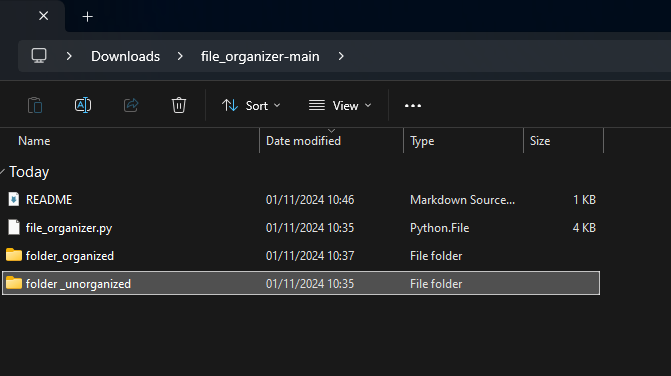 Downloads > file_organizer-main >
Sort View ...
Name Date modified Type Size
Today
README 01/11/2024 10:46 Markdown Source... 1 KB
file_organizer.py 01/11/2024 10:35 Python.File 4 KB
folder_organized 01/11/2024 10:37 File folder
folder _unorganized 01/11/2024 10:35 File folder